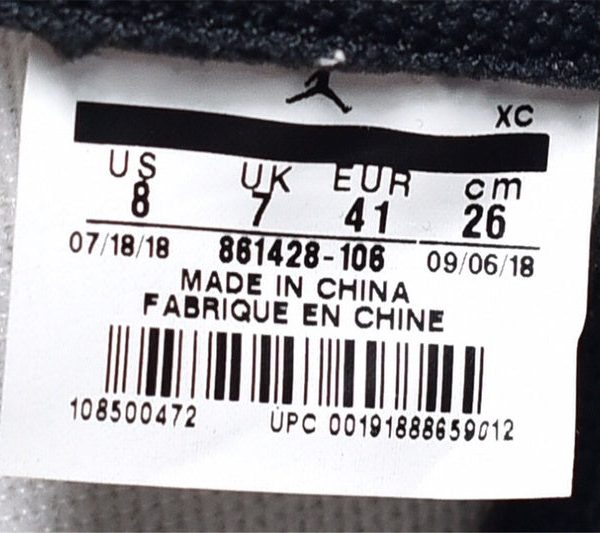 XC
US UK EUR cm
8 7 41 26
07/18/18 861428-106 09/06/18
MADE IN CHINA
FABRIQUE EN CHINE
108500472 UPC 00191888659012